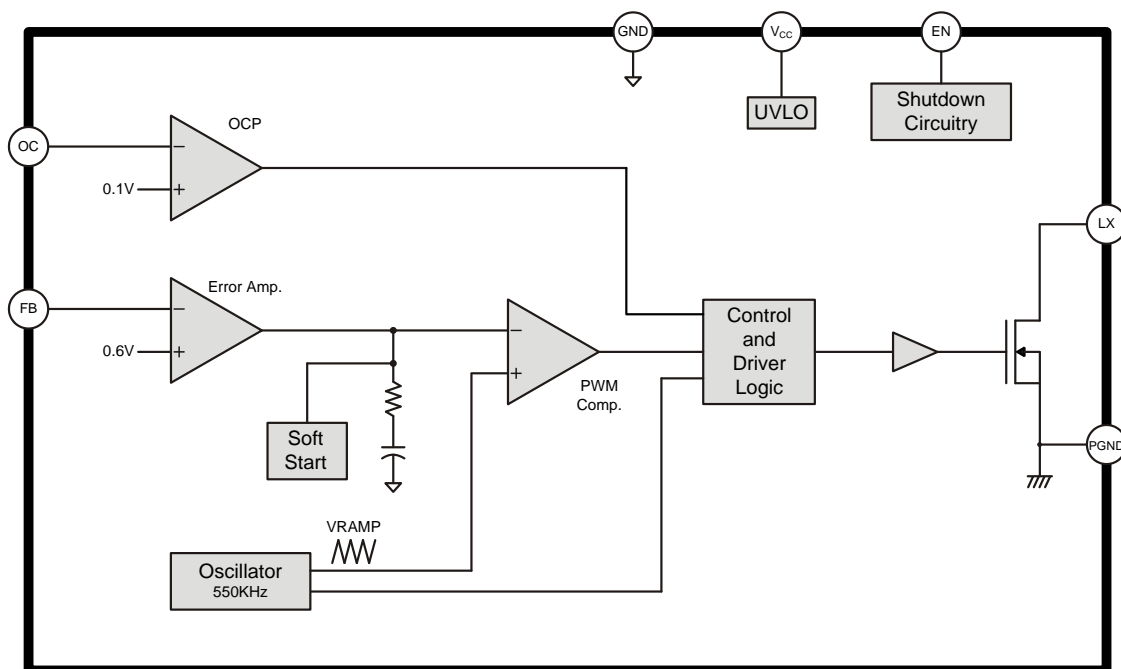 GND
VCC
EN
UVLO
Shutdown
Circuitry
OCP
OC
−
0.1V
+
LX
Error Amp.
FB
−
0.6V
+
−
+
PWM
Comp.
Control
and
Driver
Logic
Soft
Start
PGND
VRAMP
Oscillator
550KHz